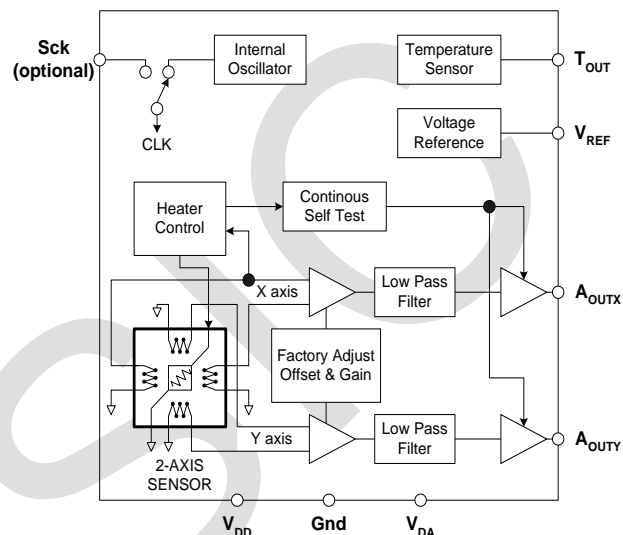 Sck
(optional)
Internal
Oscillator
Temperature
Sensor
TOUT
CLK
Voltage
Reference
VREF
Heater
Control
Continous
Self Test
X axis
Low Pass
Filter
AOUTX
Factory Adjust
Offset & Gain
Y axis
Low Pass
Filter
AOUTY
2-AXIS
SENSOR
VDD
Gnd
VDA